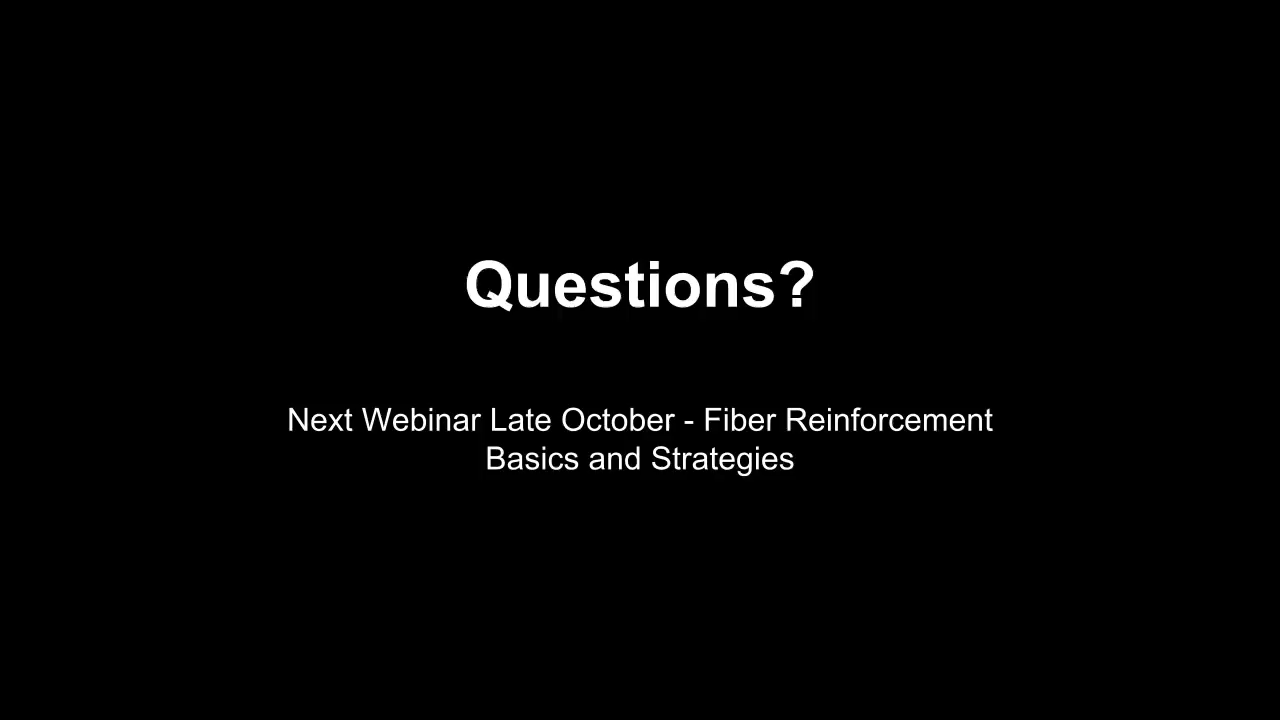 Questions?
Next Webinar Late October - Fiber Reinforcement
Basics and Strategies